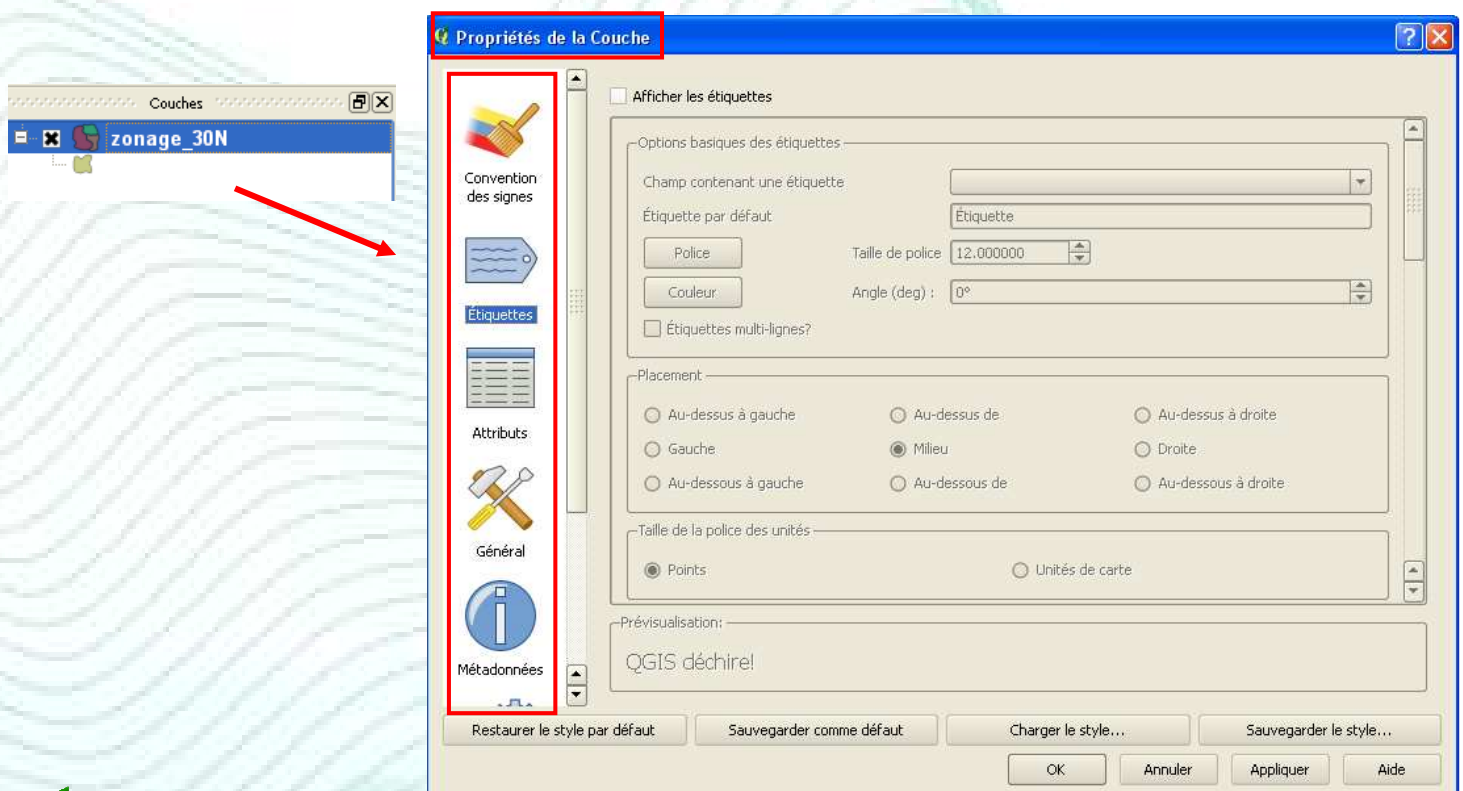 Couches
zonage_30N
Propriétés de la Couche
Convention
des signes
Étiquettes
Attributs
Général
Métadonnées
Afficher les étiquettes
Options basiques des étiquettes
Champ contenant une étiquette
Étiquette par défaut
Étiquette
Police
Taille de police
12.000000
Couleur
Angle (deg) :
0°
Étiquettes multi-lignes?
Placement
Au-dessus à gauche
Au-dessus de
Au-dessus à droite
Gauche
Milieu
Droite
Au-dessous à gauche
Au-dessous de
Au-dessous à droite
Taille de la police des unités
Points
Unités de carte
Prévisualisation:
QGIS déchire!
Restaurer le style par défaut
Sauvegarder comme défaut
Charger le style...
Sauvegarder le style...
OK
Annuler
Appliquer
Aide